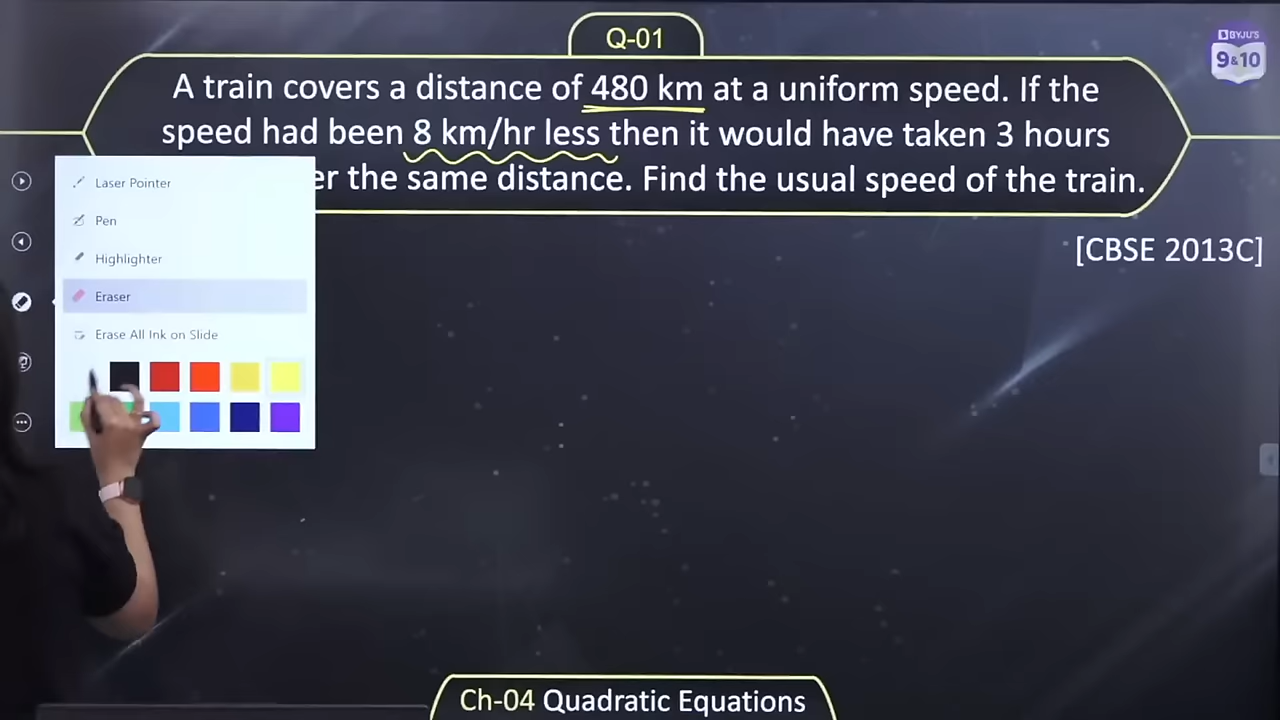 Q-01
BYJU'S
9&10
A train covers a distance of 480 km at a uniform speed. If the
speed had been 8 km/hr less then it would have taken 3 hours
er the same distance. Find the usual speed of the train.
[CBSE 2013C]
Laser Pointer
Pen
Highlighter
Eraser
Erase All Ink on Slide
Ch-04 Quadratic Equations